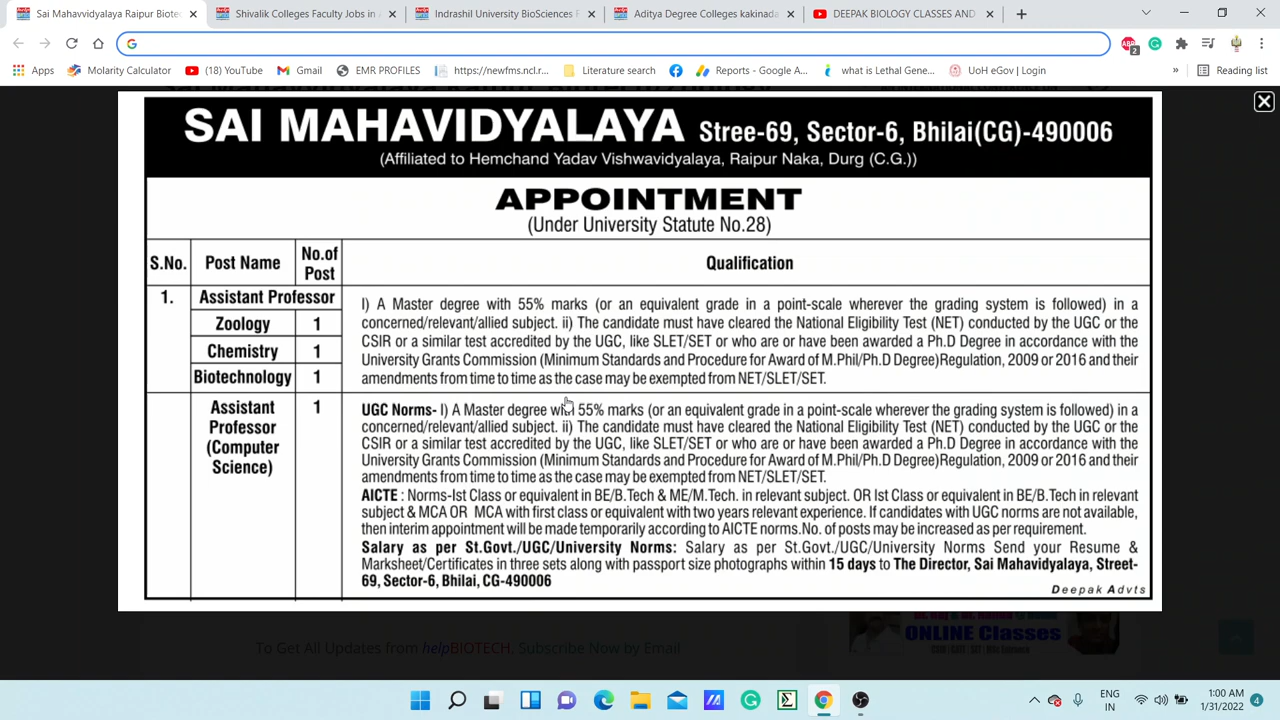 Sai Mahavvidyalaya Raipur Biotec
Shivalik Colleges Faculty Jobs in A
Indrashil University BioSciences F
Aditya Degree Colleges kakinada
DEEPAK BIOLOGY CLASSES AND
Apps
Molarity Calculator
(18) YouTube
Gmail
EMR PROFILES
https://newfms.ncl.r...
Literature search
Reports - Google A...
what is Lethal Gene...
UoH eGov | Login
»
Reading list
SAI MAHAVIDYALAYA Stree-69, Sector-6, Bhilai(CG)-490006
(Affiliated to Hemchand Yadav Vishwavidyalaya, Raipur Naka, Durg (C.G.))
APPOINTMENT
(Under University Statute No.28)
S.No.
Post Name
No.of
Post
Qualification
1.
Assistant Professor
Zoology 1
Chemistry 1
Biotechnology 1
I) A Master degree with 55% marks (or an equivalent grade in a point-scale wherever the grading system is followed) in a
concerned/relevant/allied subject. ii) The candidate must have cleared the National Eligibility Test (NET) conducted by the UGC or the
CSIR or a similar test accredited by the UGC, like SLET/SET or who are or have been awarded a Ph.D Degree in accordance with the
University Grants Commission (Minimum Standards and Procedure for Award of M.Phil/Ph.D Degree)Regulation, 2009 or 2016 and their
amendments from time to time as the case may be exempted from NET/SLET/SET.
Assistant
Professor
(Computer
Science)
1
UGC Norms- I) A Master degree with 55% marks (or an equivalent grade in a point-scale wherever the grading system is followed) in a
concerned/relevant/allied subject. ii) The candidate must have cleared the National Eligibility Test (NET) conducted by the UGC or the
CSIR or a similar test accredited by the UGC, like SLET/SET or who are or have been awarded a Ph.D Degree in accordance with the
University Grants Commission (Minimum Standards and Procedure for Award of M.Phil/Ph.D Degree)Regulation, 2009 or 2016 and their
amendments from time to time as the case may be exempted from NET/SLET/SET.
AICTE : Norms-Ist Class or equivalent in BE/B.Tech & ME/M.Tech. in relevant subject. OR Ist Class or equivalent in BE/B.Tech in relevant
subject & MCA OR MCA with first class or equivalent with two years relevant experience. If candidates with UGC norms are not available,
then interim appointment will be made temporarily according to AICTE norms.No. of posts may be increased as per requirement.
Salary as per St.Govt./UGC/University Norms: Salary as per St.Govt./UGC/University Norms Send your Resume &
Marksheet/Certificates in three sets along with passport size photographs within 15 days to The Director, Sai Mahavidyalaya, Street-
69, Sector-6, Bhilai, CG-490006
Deepak Advts
ONLINE Classes
To Get All Updates from helpBIOTECH, Subscribe Now by Email
ENG
IN
1:00 AM
1/31/2022
4